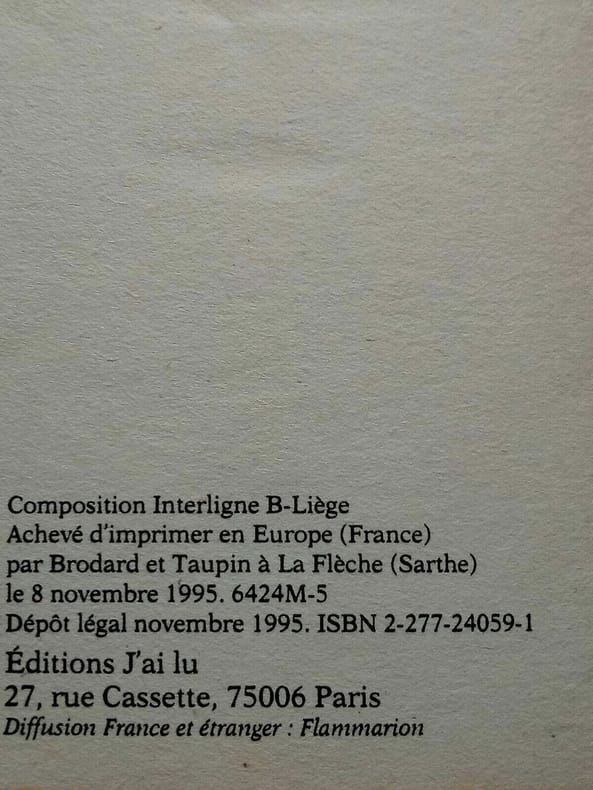 Composition Interligne B-Liège
Achevé d'imprimer en Europe (France)
par Brodard et Taupin à La Flèche (Sarthe)
le 8 novembre 1995. 6424M-5
Dépôt légal novembre 1995. ISBN 2-277-24059-1
Éditions J'ai lu
27, rue Cassette, 75006 Paris
Diffusion France et étranger : Flammarion